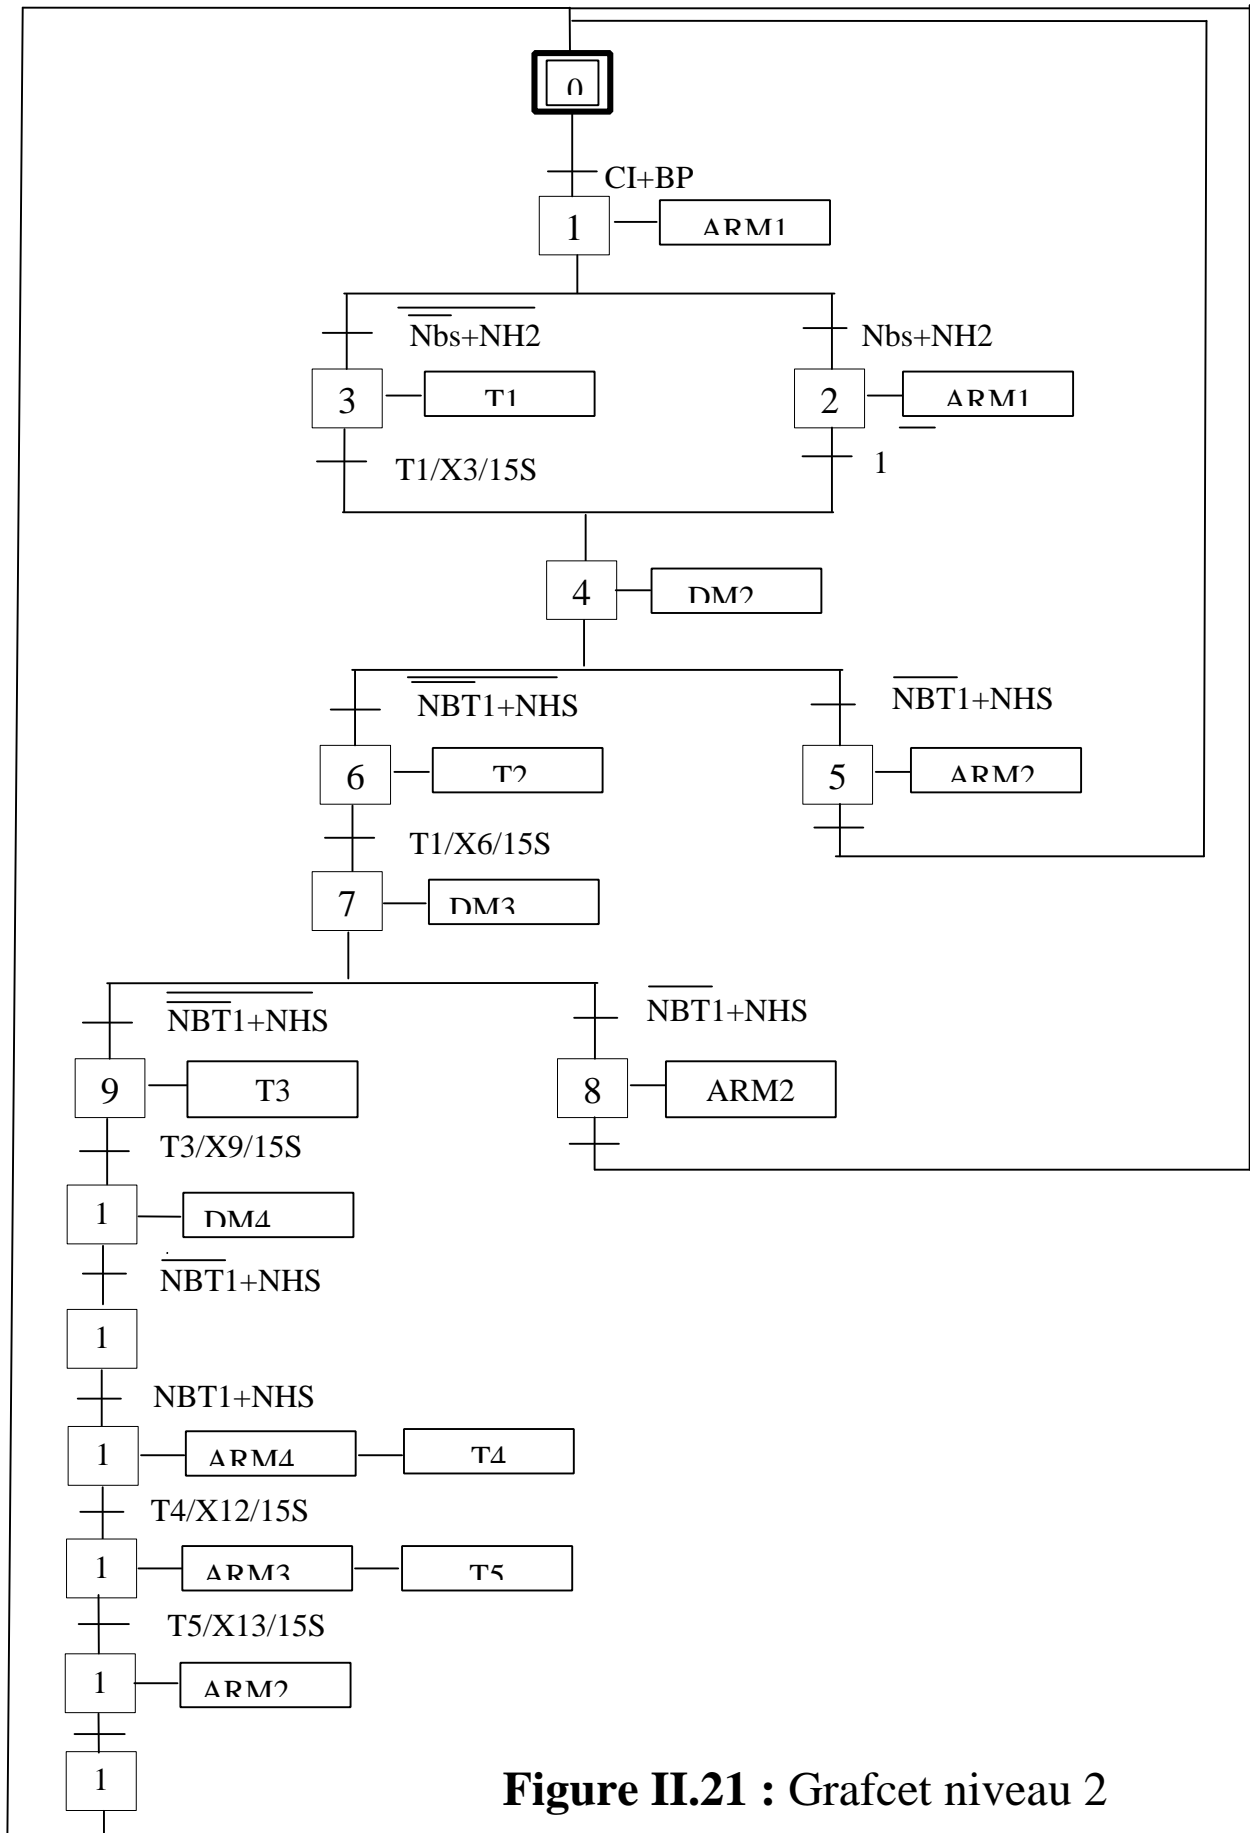 0
CI+BP
1 ARM1
Nbs+NH2 Nbs+NH2
3 T1 2 ARM1
T1/X3/15S 1
4 DM2
NBT1+NHS NBT1+NHS
6 T2 5 ARM2
T1/X6/15S
7 DM3
NBT1+NHS NBT1+NHS
9 T3 8 ARM2
T3/X9/15S
1 DM4
NBT1+NHS
1
NBT1+NHS
1 ARM4 T4
T4/X12/15S
1 ARM3 T5
T5/X13/15S
1 ARM2
1
Figure II.21 : Grafcet niveau 2